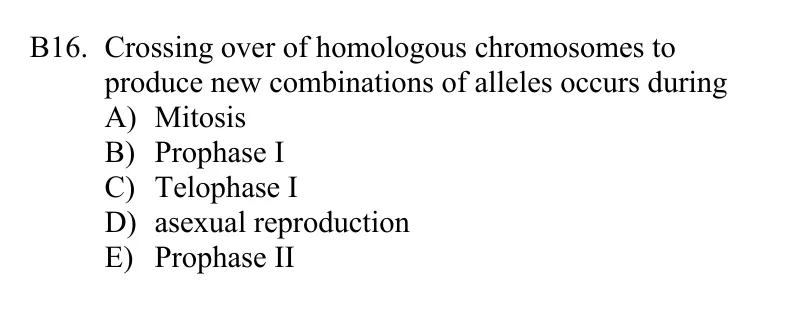 B16. Crossing over of homologous chromosomes to
produce new combinations of alleles occurs during
A) Mitosis
B) Prophase I
C) Telophase I
D) asexual reproduction
E) Prophase II